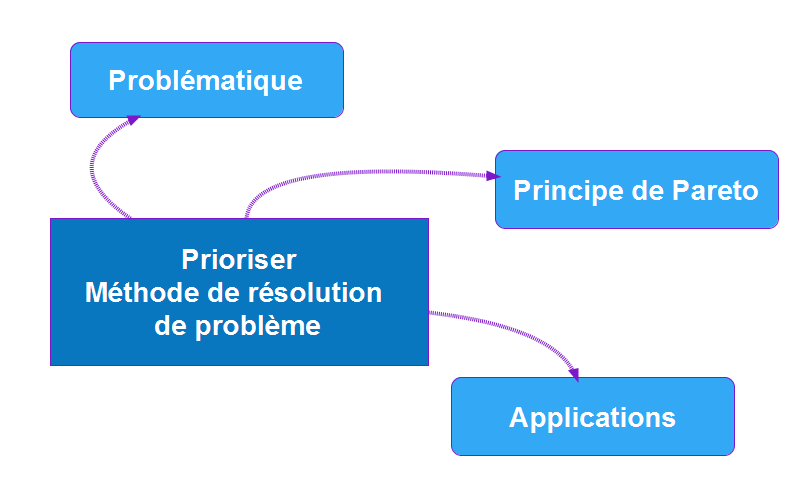 Problématique
Principe de Pareto
Prioriser
Méthode de résolution
de problème
Applications